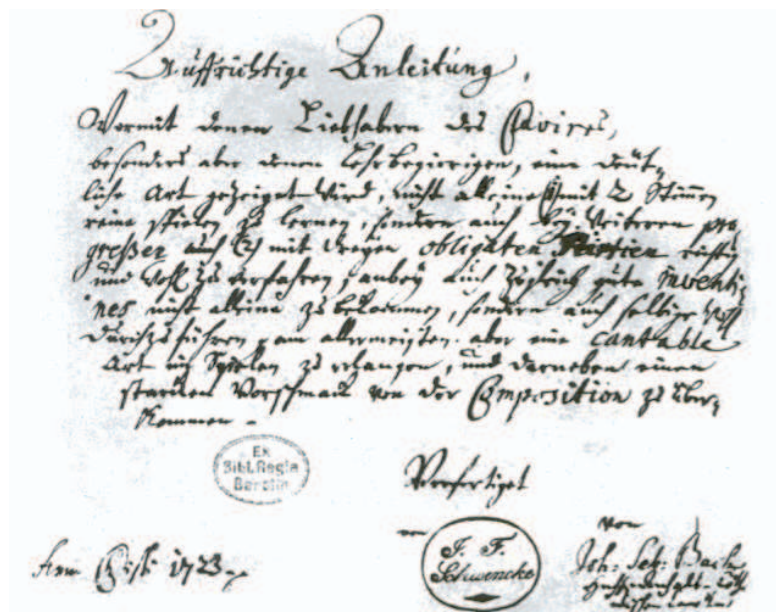 Auffrichtige Anleitung,
Wormit denen Liebhabern des Clavires,
besonders aber denen Lehrbegierigen, eine deüt-
liche Art gezeiget wird, nicht alleine (1) mit 2 Stimen
reine spielen zu lernen, sondern auch bey weiteren pro-
greßen auch (2) mit dreyen obligaten Partien richtig
und wohl zu verfahren, anbey auch zugleich gute inventi-
ones nicht alleine zu bekommen, sondern auch selbige wohl
durchzuführen, am allermeisten aber eine cantable
Art im Spielen zu erlangen, und darneben einen
starcken Vorschmack von der Composition zu über-
kommen.
Ex
Bibl. Regia
Berolin
Verfertiget
von
J. F.
Schwencke
Joh: Seb: Bach
Anno Christi 1723.